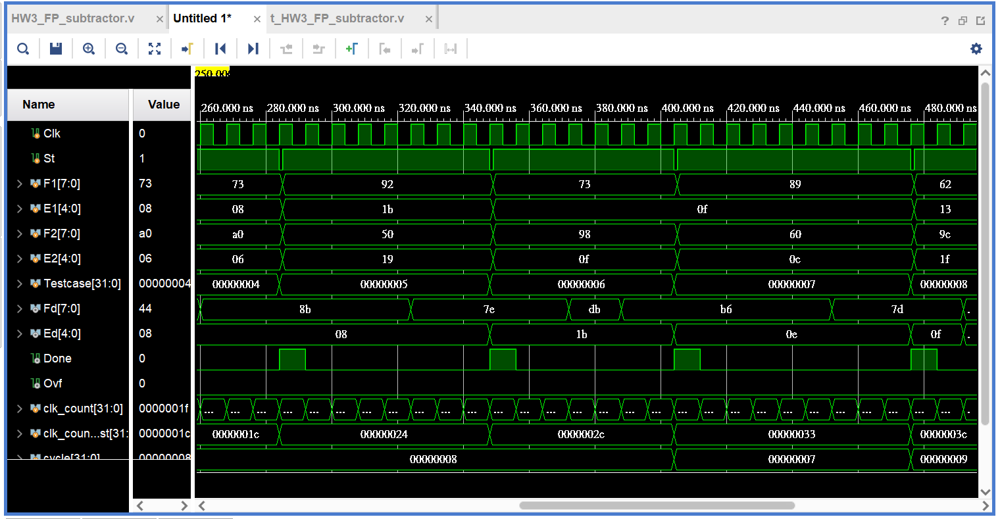 HW3_FP_subtractor.v × Untitled 1* × t_HW3_FP_subtractor.v × ?
250.00
Name Value 260.000 ns 280.000 ns 300.000 ns 320.000 ns 340.000 ns 360.000 ns 380.000 ns 400.000 ns 420.000 ns 440.000 ns 460.000 ns 480.000 ns
Clk 0
St 1
F1[7:0] 73 73 92 73 89 62
E1[4:0] 08 08 1b 0f 13
F2[7:0] a0 a0 50 98 60 9c
E2[4:0] 06 06 19 0f 0c 1f
Testcase[31:0] 00000004 00000004 00000005 00000006 00000007 00000008
Fd[7:0] 44 8b 7e db b6 7d .
Ed[4:0] 08 08 1b 0e 0f .
Done 0
Ovf 0
clk_count[31:0] 0000001f ... ... ... ... ... ... ... ... ... ... ... ... ... ... ... ... ... ... ... ... ... ... ... ... ... ... ... ... ... .
clk_coun...st[31: 0000001c 0000001c 00000024 0000002c 00000033 0000003c
cycle[31:0] 00000008 00000008 00000007 00000009